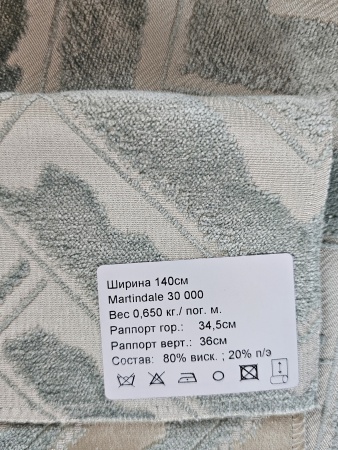 Ширина 140см
Martindale 30 000
Вес 0,650 кг./ пог. м.
Раппорт гор.: 34,5см
Раппорт верт.: 36см
Состав: 80% виск. ; 20% п/э